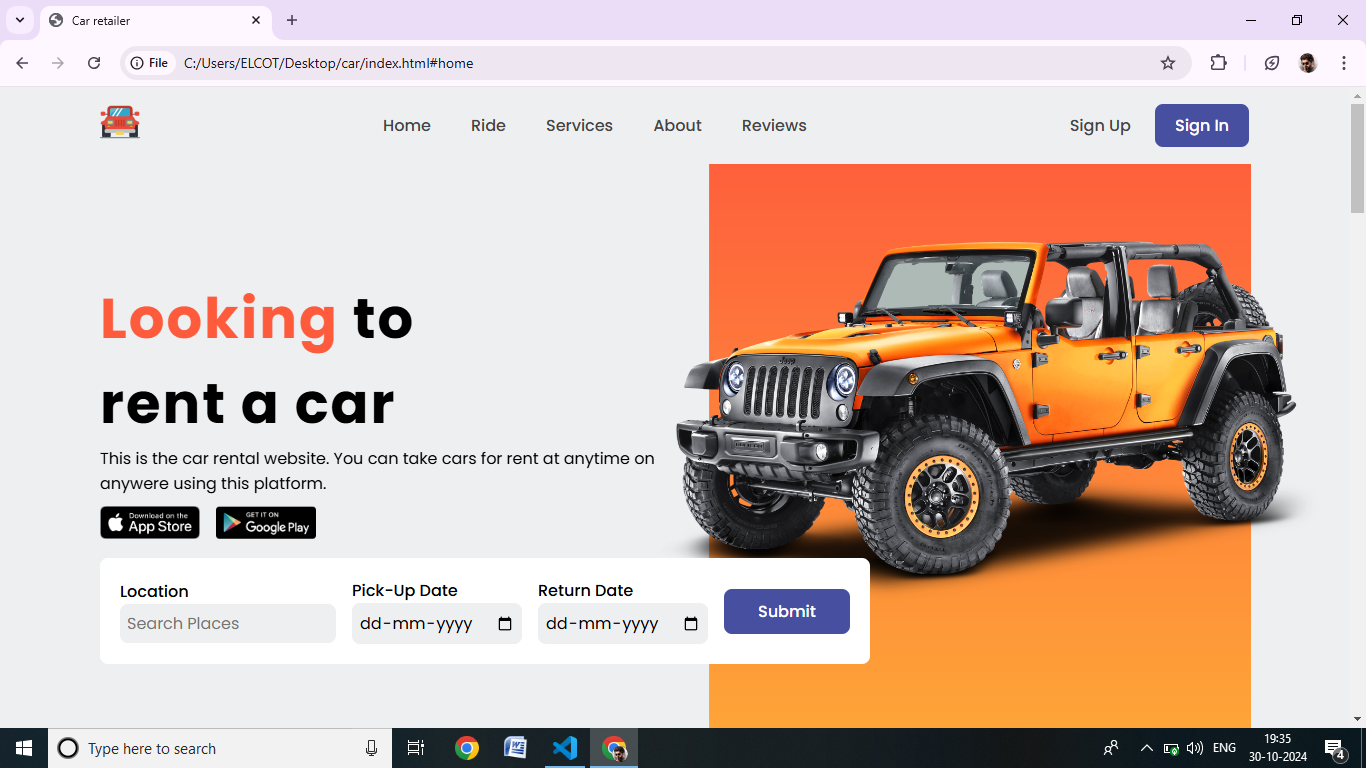 Car retailer
File C:/Users/ELCOT/Desktop/car/index.html#home
Home Ride Services About Reviews Sign Up Sign In
Looking to
rent a car
This is the car rental website. You can take cars for rent at anytime on
anywere using this platform.
Download on the
App Store
GET IT ON
Google Play
Location Pick-Up Date Return Date
Search Places dd-mm-yyyy dd-mm-yyyy Submit
Jeep
Type here to search
ENG
19:35
30-10-2024
4